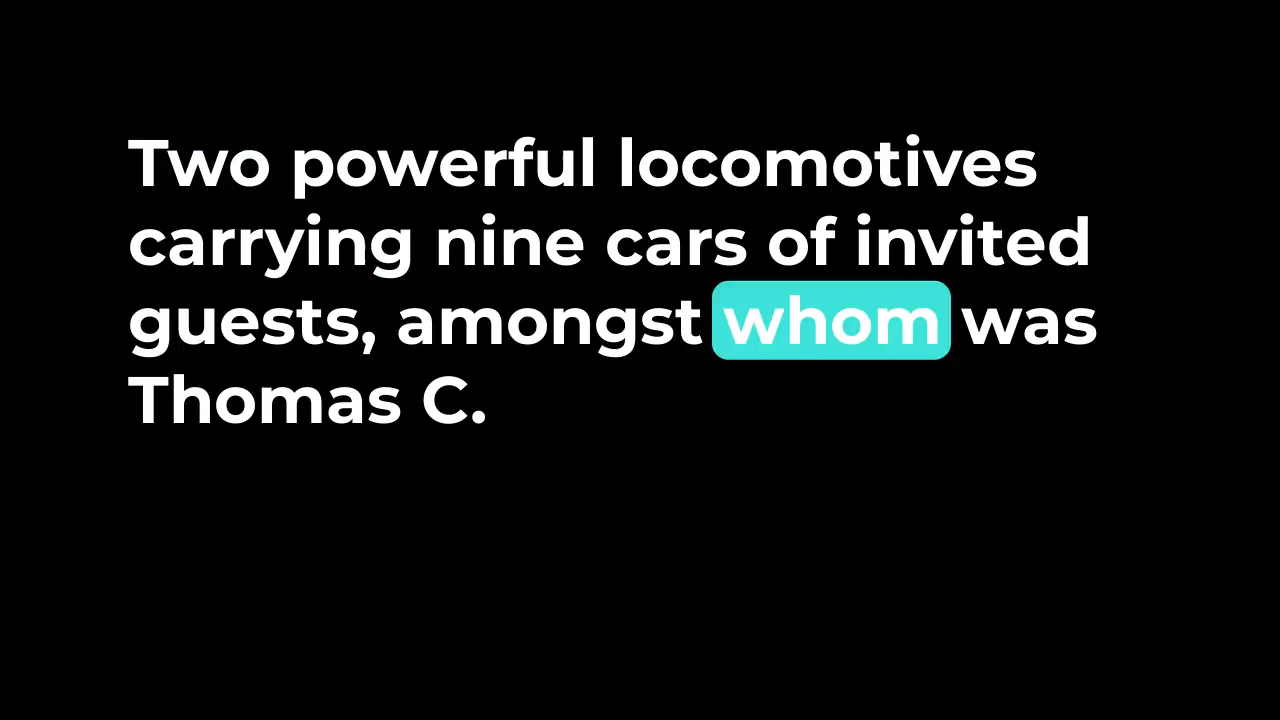 Two powerful locomotives
carrying nine cars of invited
guests, amongst whom was
Thomas C.